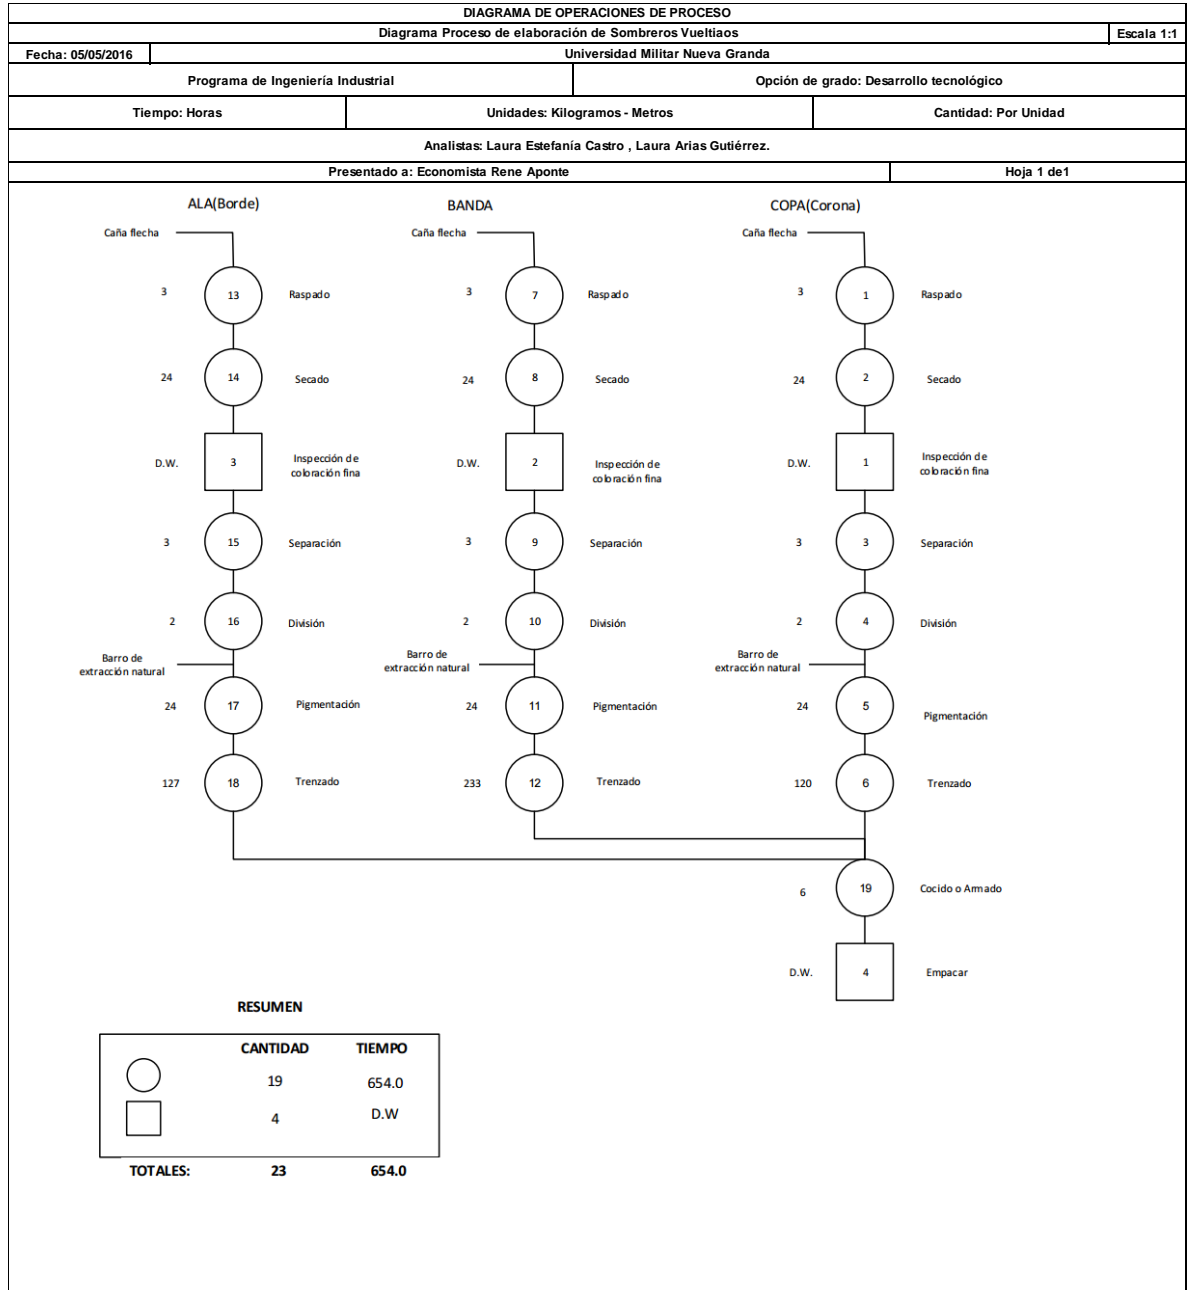 DIAGRAMA DE OPERACIONES DE PROCESO
Diagrama Proceso de elaboración de Sombreros Vueltiaos
Escala 1:1
Fecha: 05/05/2016
Universidad Militar Nueva Granda
Programa de Ingeniería Industrial
Opción de grado: Desarrollo tecnológico
Tiempo: Horas
Unidades: Kilogramos - Metros
Cantidad: Por Unidad
Analistas: Laura Estefanía Castro , Laura Arias Gutiérrez.
Presentado a: Economista Rene Aponte
Hoja 1 de1
ALA(Borde)
BANDA
COPA(Corona)
Caña flecha
Caña flecha
Caña flecha
3 13 Raspado
3 7 Raspado
3 1 Raspado
24 14 Secado
24 8 Secado
24 2 Secado
D.W. 3 Inspección de
coloración fina
D.W. 2 Inspección de
coloración fina
D.W. 1 Inspección de
coloración fina
3 15 Separación
3 9 Separación
3 3 Separación
2 16 División
2 10 División
2 4 División
Barro de
extracción natural
Barro de
extracción natural
Barro de
extracción natural
24 17 Pigmentación
24 11 Pigmentación
24 5 Pigmentación
127 18 Trenzado
233 12 Trenzado
120 6 Trenzado
6 19 Cocido o Armado
D.W. 4 Empacar
RESUMEN
CANTIDAD TIEMPO
19 654.0
4 D.W
TOTALES: 23 654.0